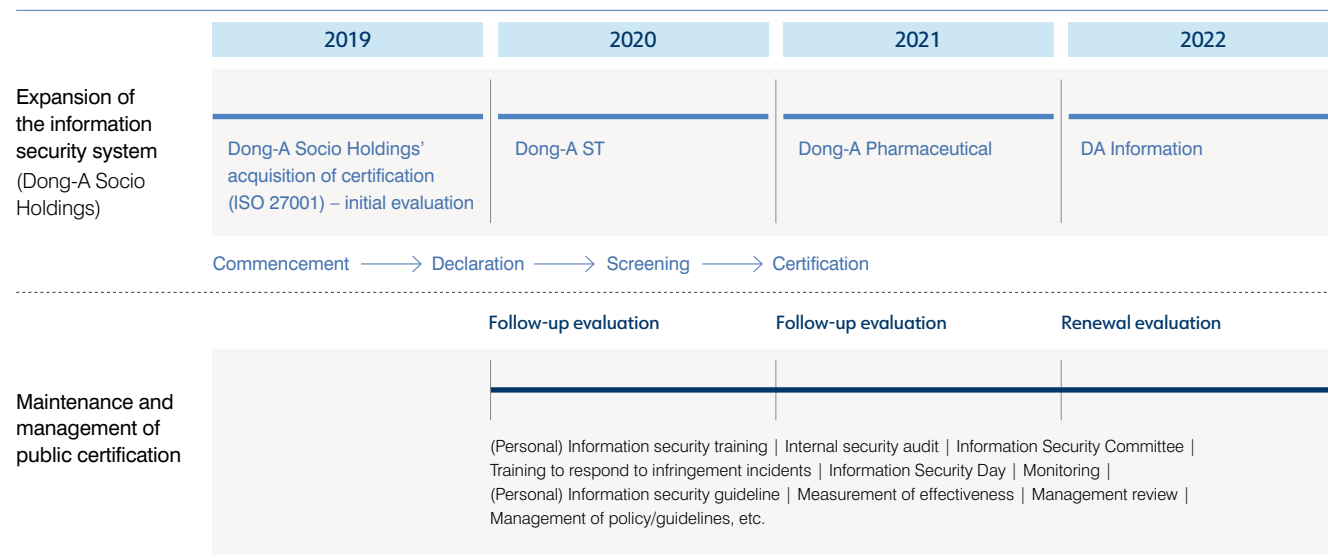 2019 2020 2021 2022
Expansion of
the information
security system
(Dong-A Socio
Holdings)
Dong-A Socio Holdings’
acquisition of certification
(ISO 27001) – initial evaluation
Dong-A ST
Dong-A Pharmaceutical
DA Information
Commencement → Declaration → Screening → Certification
Follow-up evaluation Follow-up evaluation Renewal evaluation
Maintenance and
management of
public certification
(Personal) Information security training | Internal security audit | Information Security Committee |
Training to respond to infringement incidents | Information Security Day | Monitoring |
(Personal) Information security guideline | Measurement of effectiveness | Management review |
Management of policy/guidelines, etc.